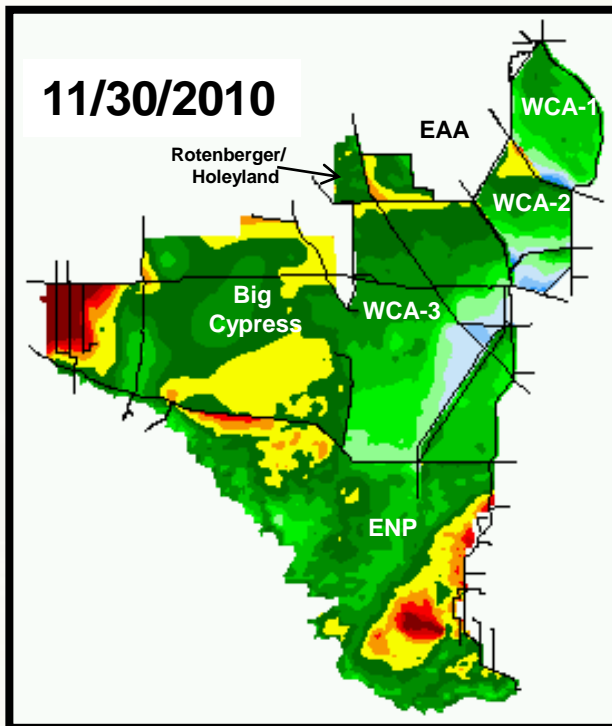 11/30/2010
WCA-1
EAA
Rotenberger/
Holeyland
WCA-2
Big
Cypress
WCA-3
ENP